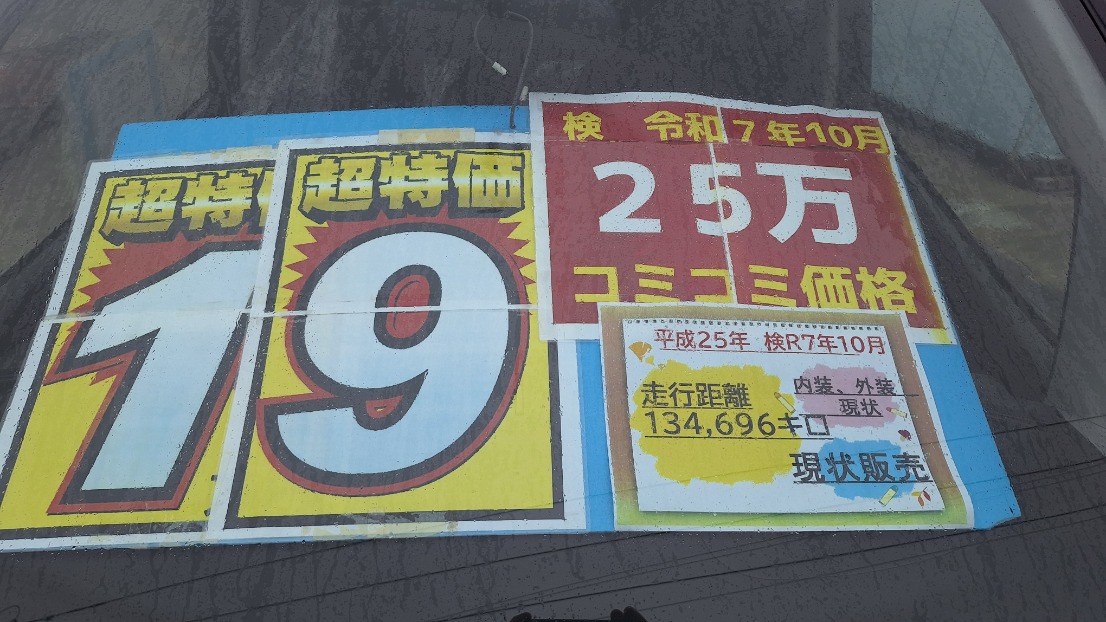 超特
1
超特価
9
検 令和7年10月
25万
コミコミ価格
平成25年 検R7年10月
走行距離
134,696キロ
内装、外装
現状
現状販売